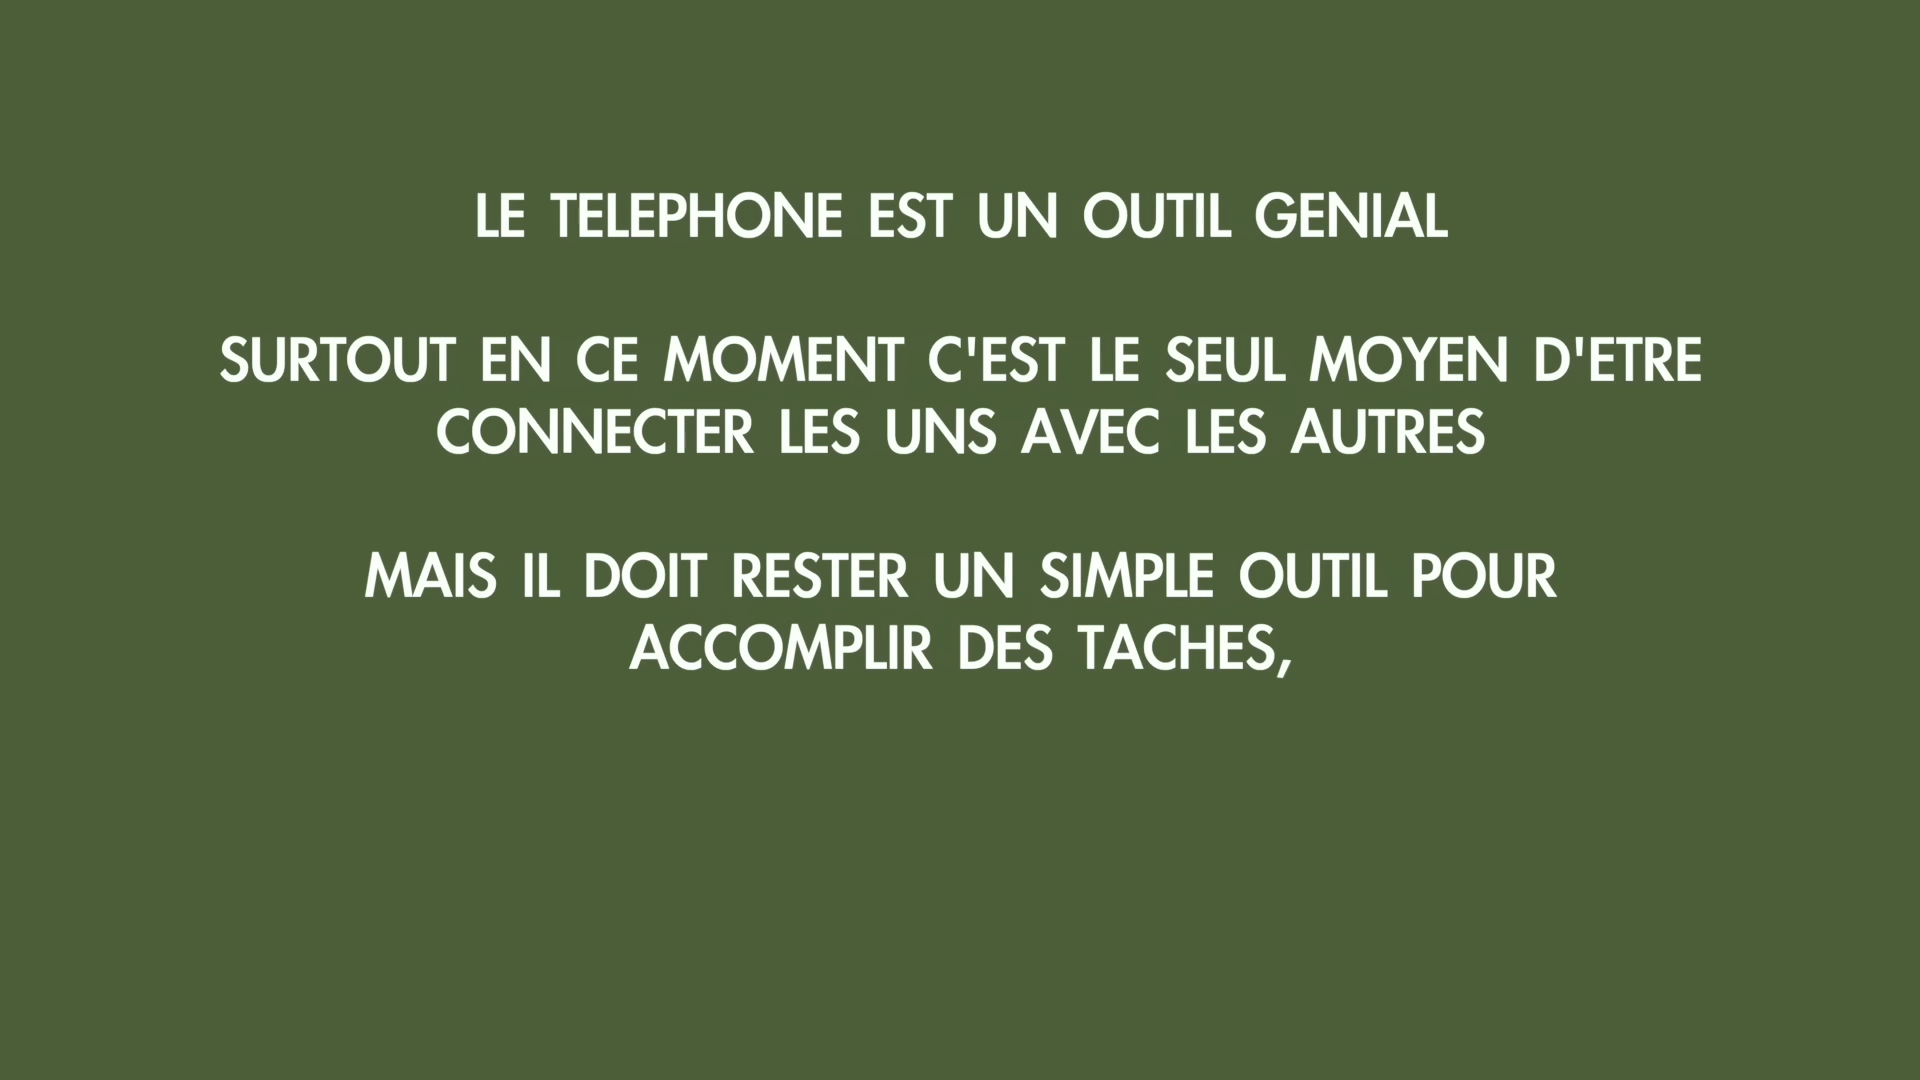 LE TELEPHONE EST UN OUTIL GENIAL
SURTOUT EN CE MOMENT C'EST LE SEUL MOYEN D'ETRE
CONNECTER LES UNS AVEC LES AUTRES
MAIS IL DOIT RESTER UN SIMPLE OUTIL POUR
ACCOMPLIR DES TACHES,